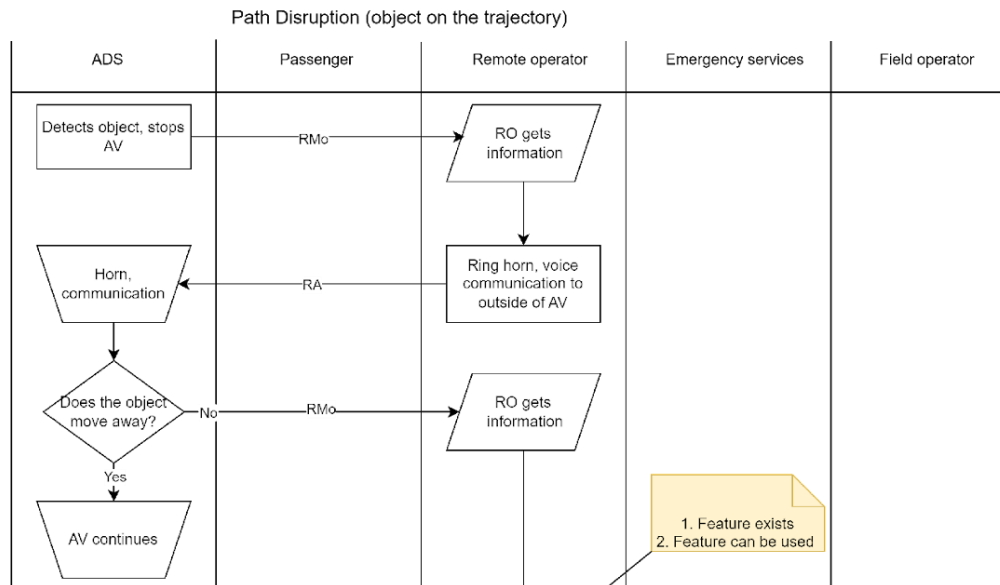 Path Disruption (object on the trajectory)
ADS
Passenger
Remote operator
Emergency services
Field operator
Detects object, stops
AV
RMo
RO gets
information
Horn,
communication
RA
Ring horn, voice
communication to
outside of AV
Does the object
move away?
No
RMo
RO gets
information
Yes
AV continues
1. Feature exists
2. Feature can be used